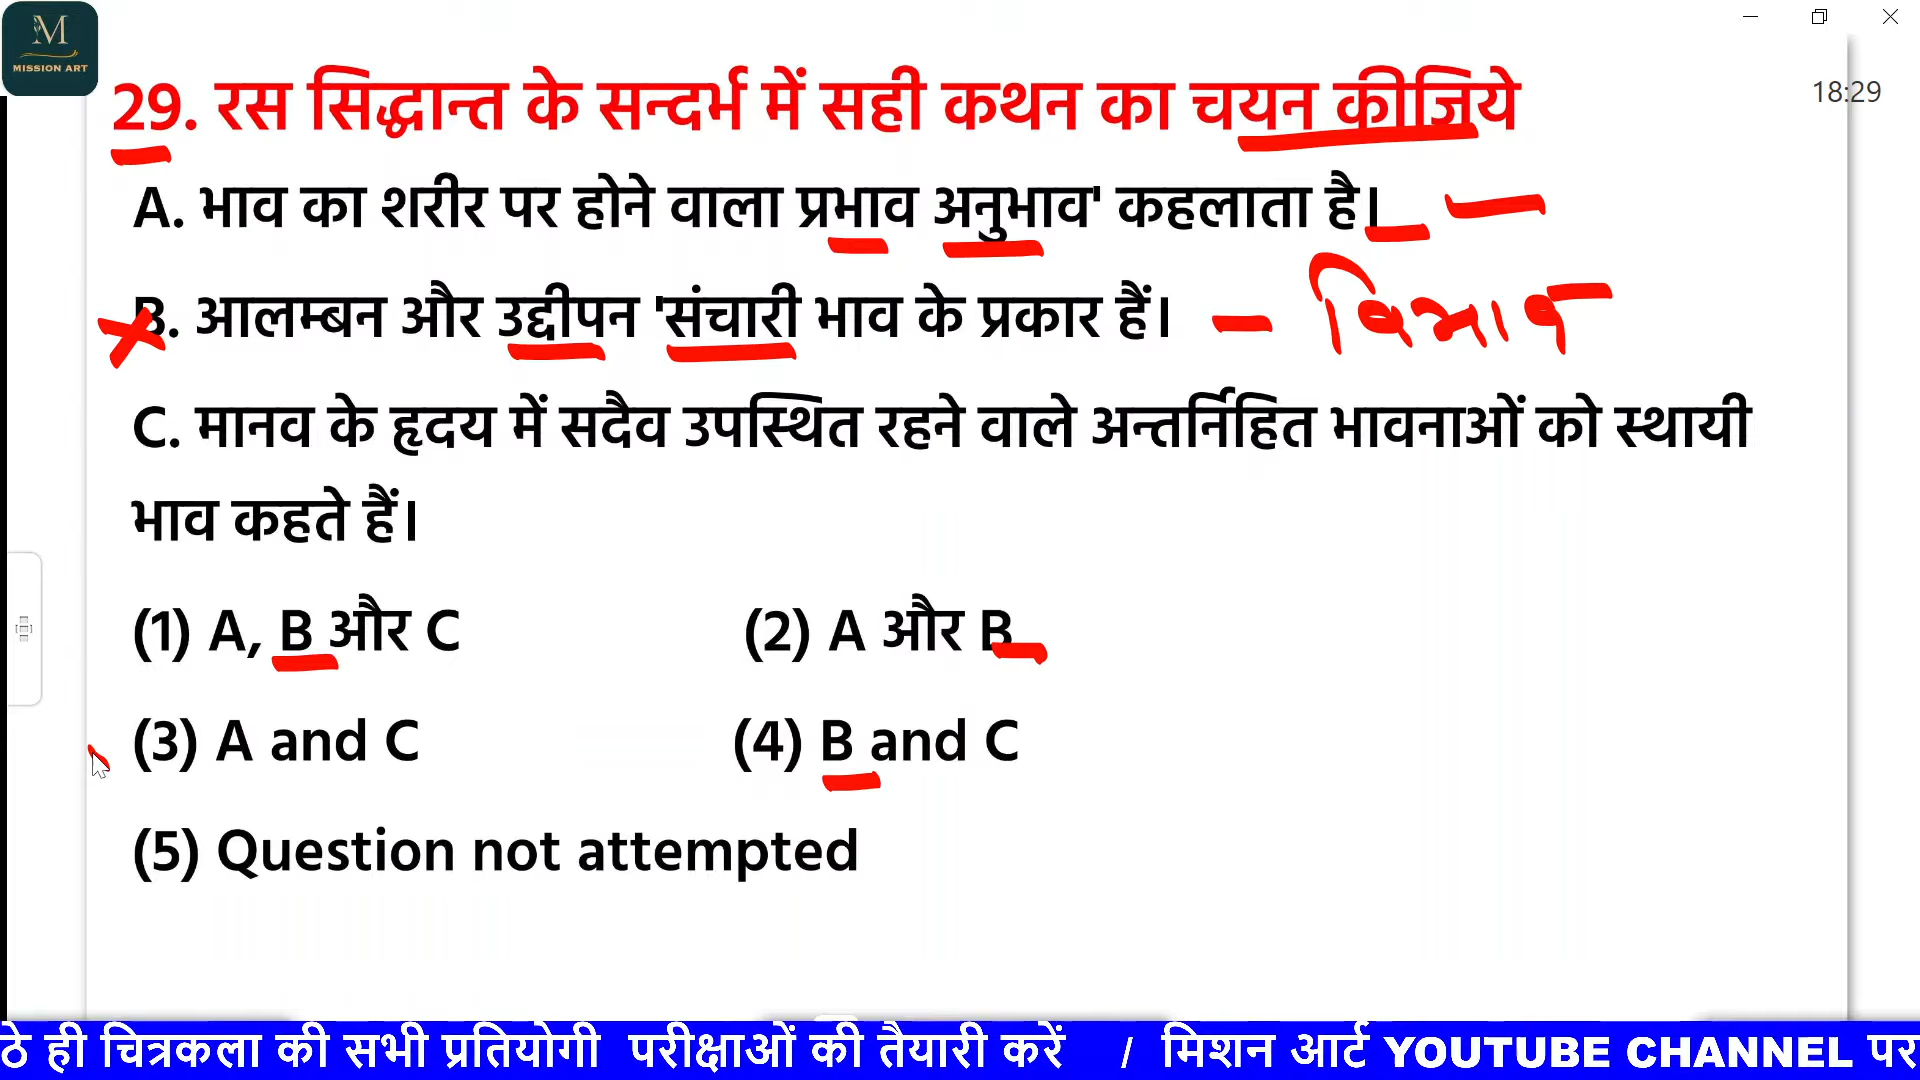 M
MISSION ART
18:29
29. रस सिद्धान्त के सन्दर्भ में सही कथन का चयन कीजिये
A. भाव का शरीर पर होने वाला प्रभाव अनुभाव' कहलाता है।
B. आलम्बन और उद्दीपन 'संचारी भाव के प्रकार हैं। - विभाव
C. मानव के हृदय में सदैव उपस्थित रहने वाले अन्तर्निहित भावनाओं को स्थायी
भाव कहते हैं।
(1) A, B और C (2) A और B
(3) A and C (4) B and C
(5) Question not attempted
ठे ही चित्रकला की सभी प्रतियोगी परीक्षाओं की तैयारी करें / मिशन आर्ट YOUTUBE CHANNEL पर